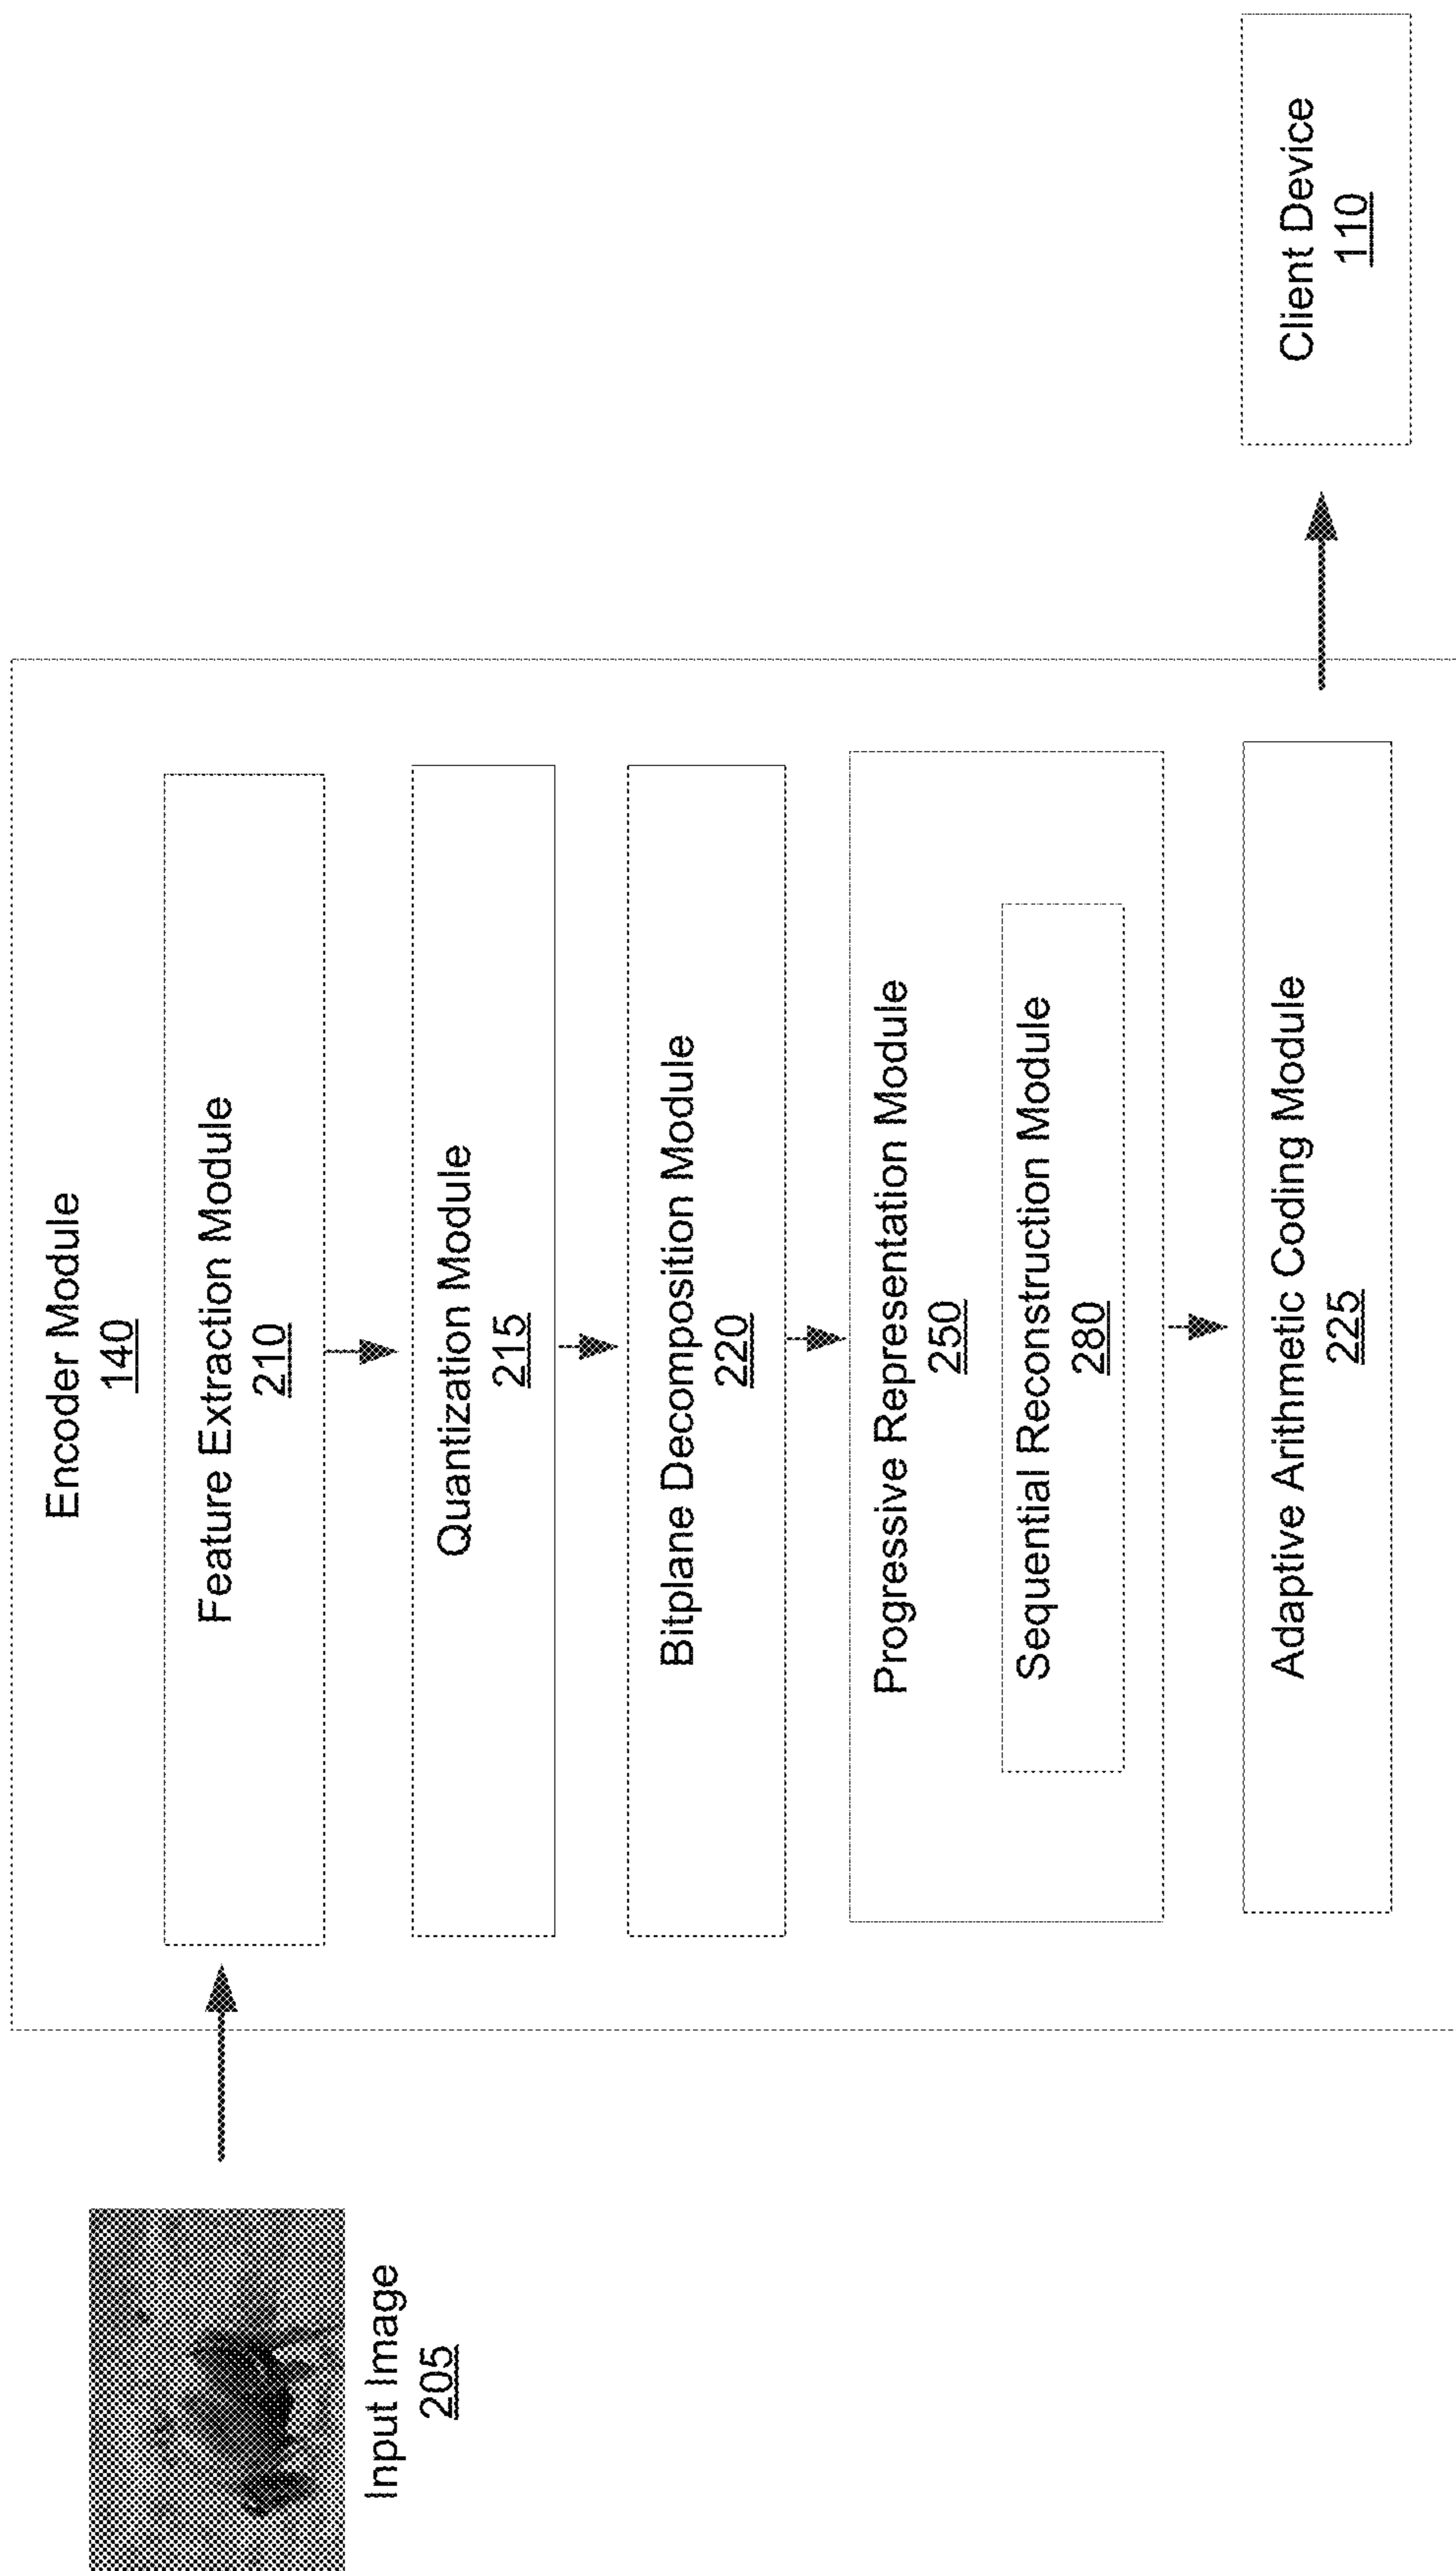 Input Image
205
Encoder Module
140
Feature Extraction Module
210
Quantization Module
215
Bitplane Decomposition Module
220
Progressive Representation Module
250
Sequential Reconstruction Module
280
Adaptive Arithmetic Coding Module
225
Client Device
110